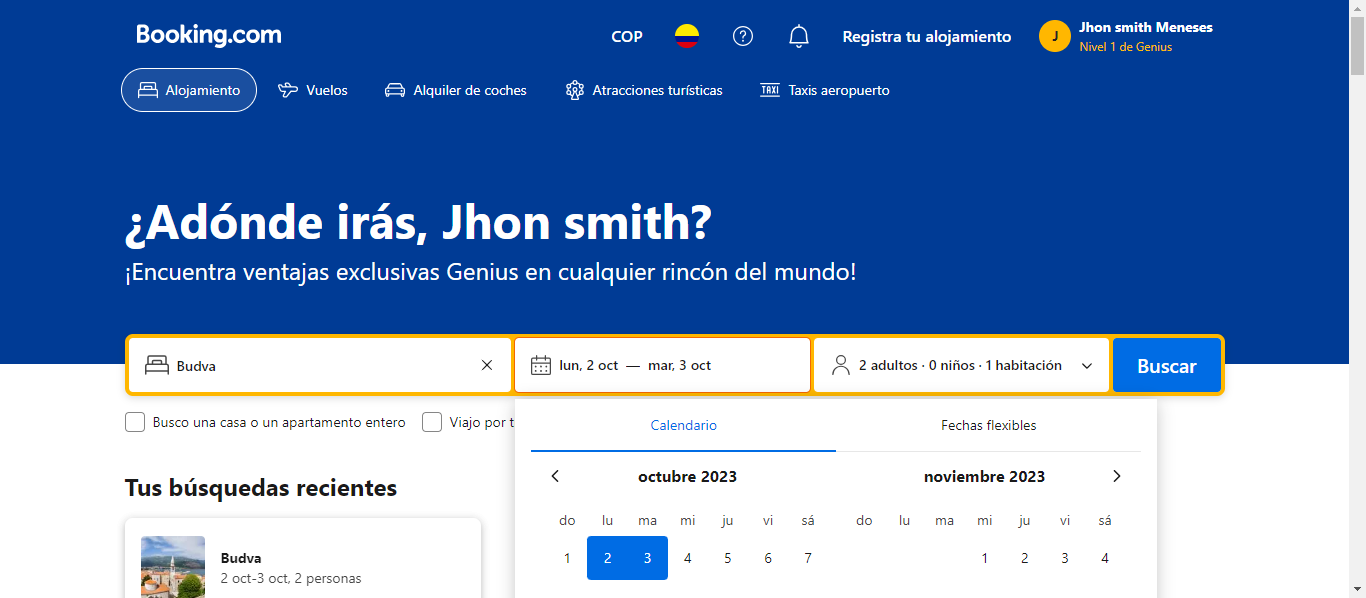 Booking.com
COP
Registra tu alojamiento
J
Jhon smith Meneses
Nivel 1 de Genius
Alojamiento
Vuelos
Alquiler de coches
Atracciones turísticas
TAXI
Taxis aeropuerto
¿Adónde irás, Jhon smith?
¡Encuentra ventajas exclusivas Genius en cualquier rincón del mundo!
Budva
lun, 2 oct — mar, 3 oct
2 adultos · 0 niños · 1 habitación
Buscar
Busco una casa o un apartamento entero
Viajo por t
Calendario
Fechas flexibles
octubre 2023
do lu ma mi ju vi sá
1 2 3 4 5 6 7
noviembre 2023
do lu ma mi ju vi sá
1 2 3 4
Tus búsquedas recientes
Budva
2 oct-3 oct, 2 personas